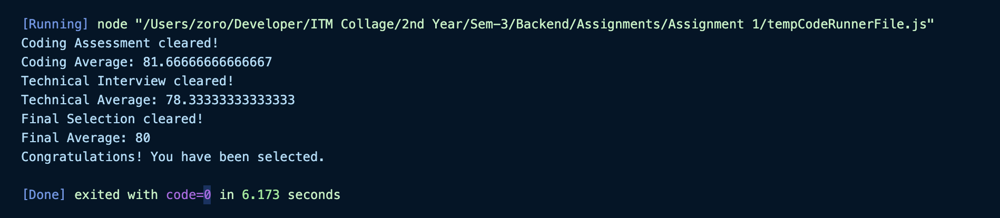 [Running] node "/Users/zoro/Developer/ITM Collage/2nd Year/Sem-3/Backend/Assignments/Assignment 1/tempCodeRunnerFile.js"
Coding Assessment cleared!
Coding Average: 81.66666666666667
Technical Interview cleared!
Technical Average: 78.33333333333333
Final Selection cleared!
Final Average: 80
Congratulations! You have been selected.
[Done] exited with code=0 in 6.173 seconds